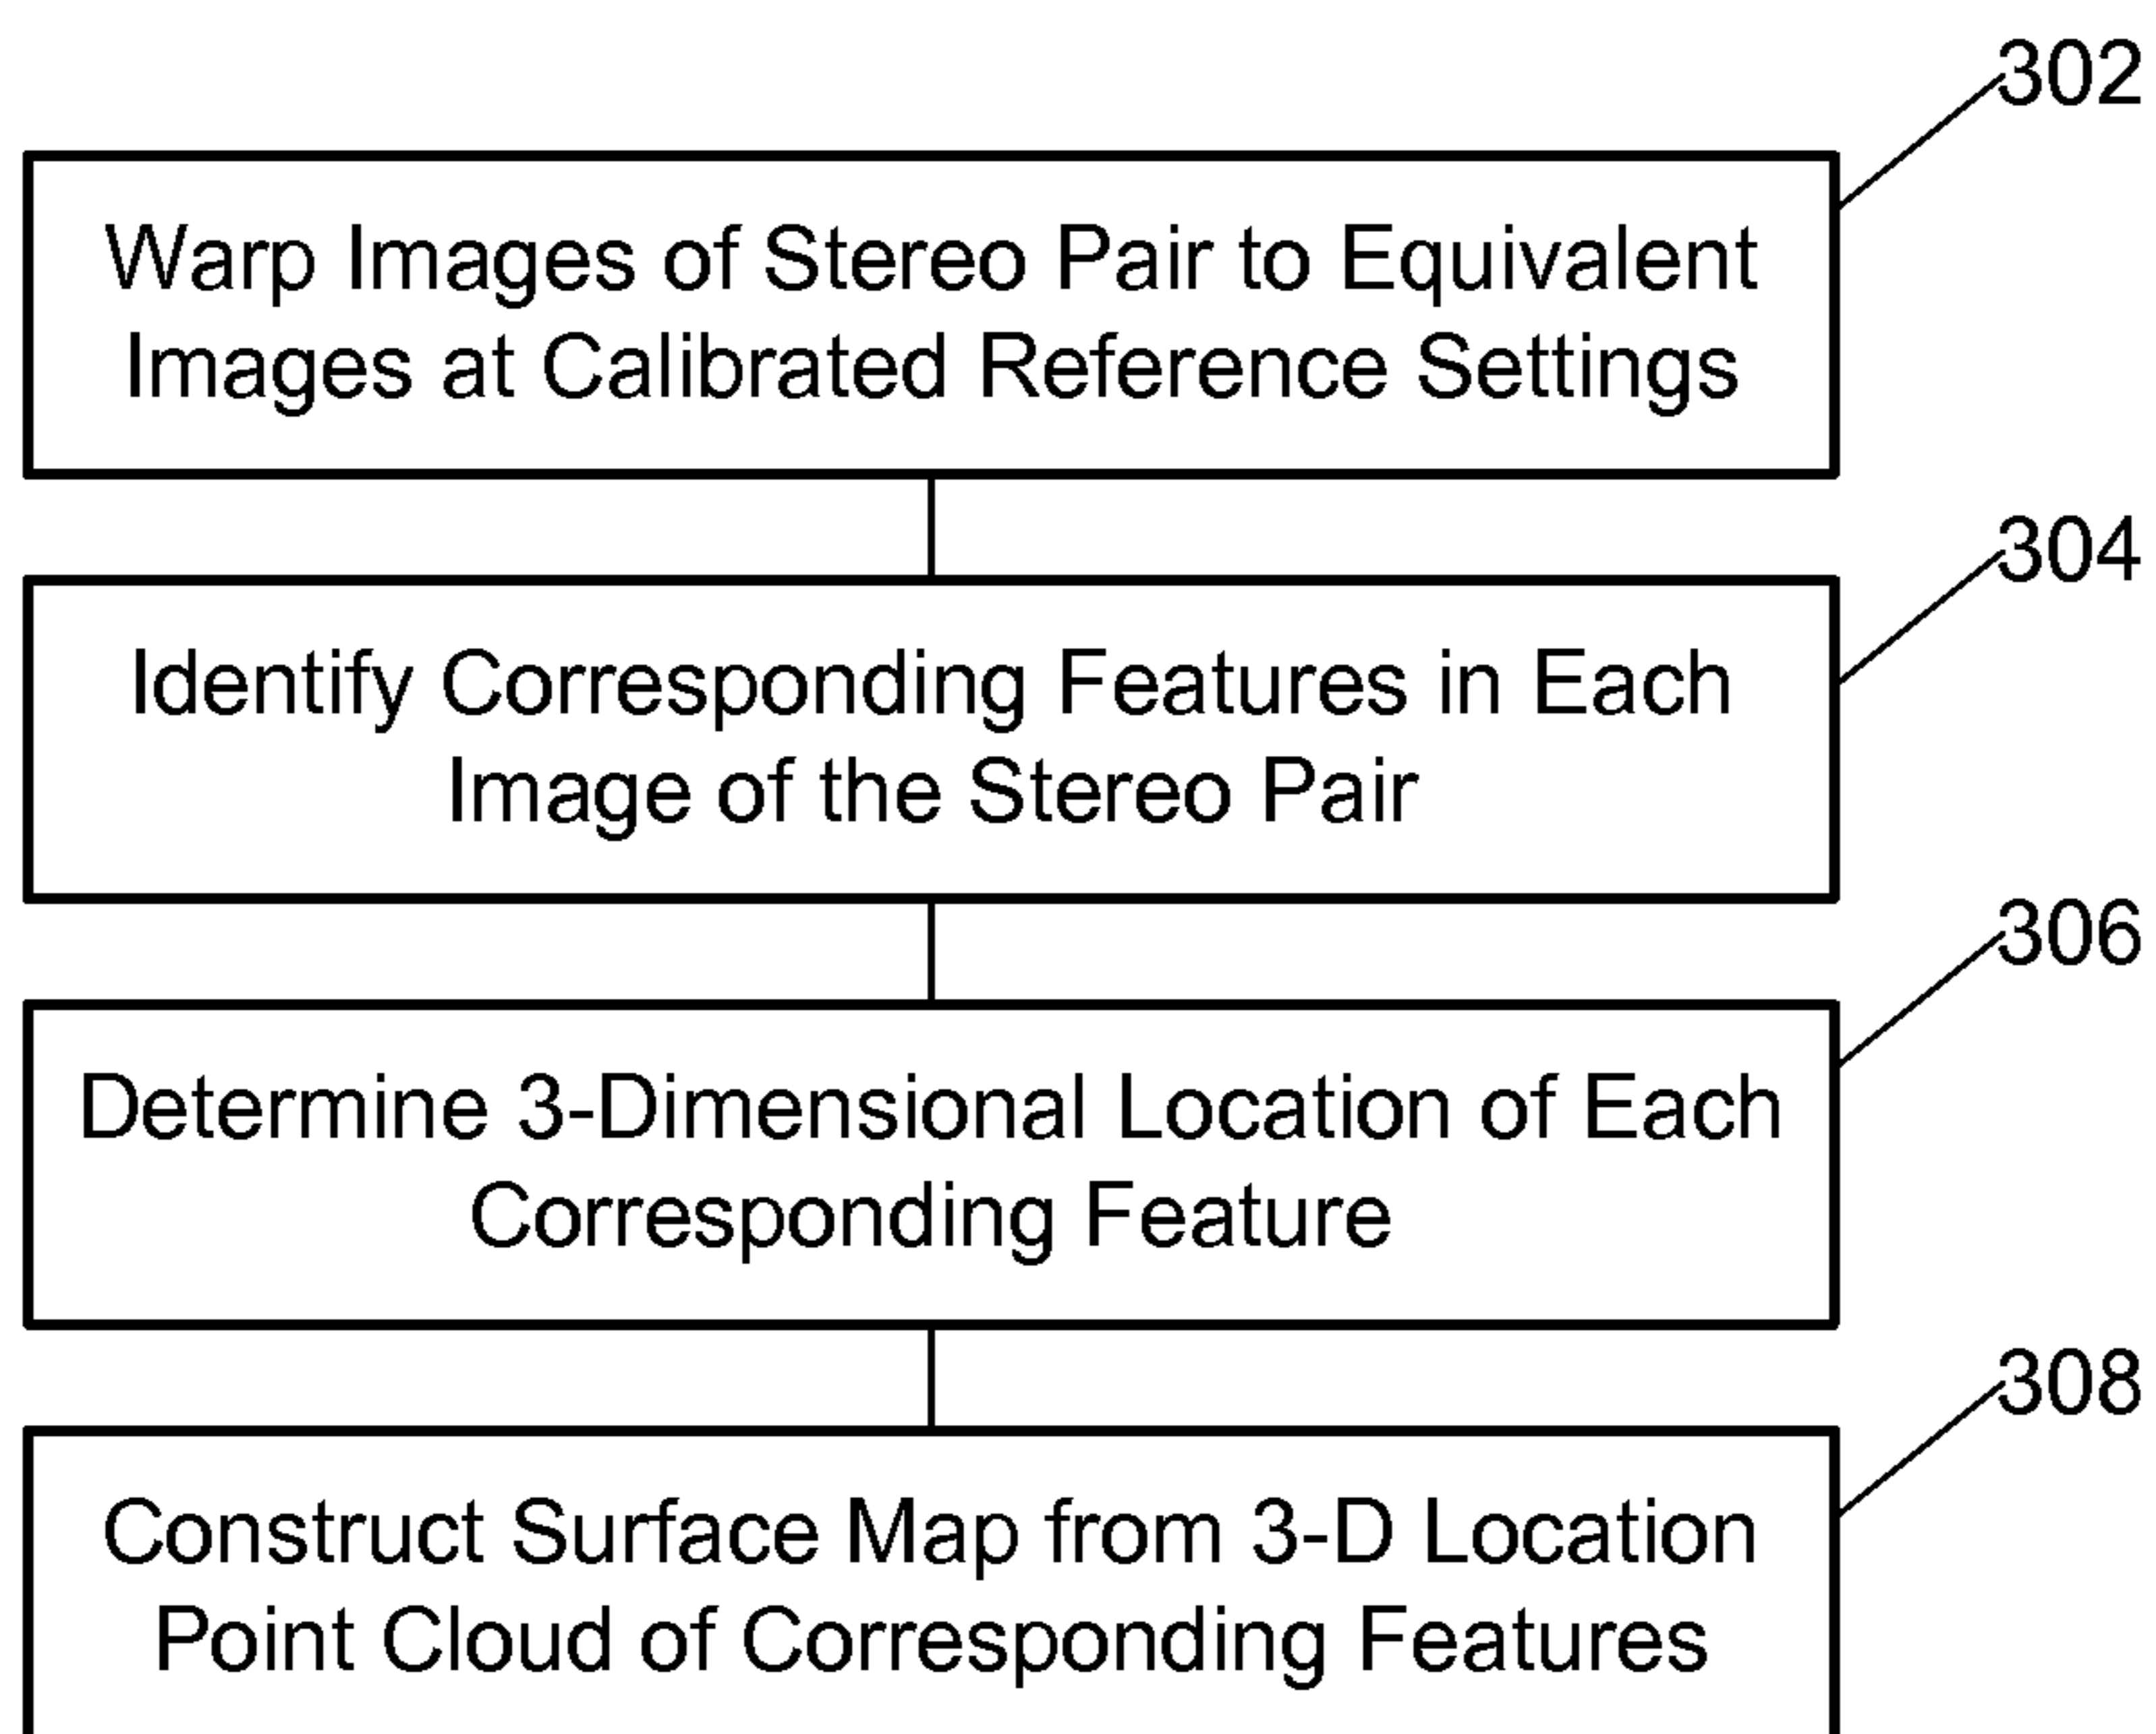 302
Warp Images of Stereo Pair to Equivalent
Images at Calibrated Reference Settings
304
Identify Corresponding Features in Each
Image of the Stereo Pair
306
Determine 3-Dimensional Location of Each
Corresponding Feature
308
Construct Surface Map from 3-D Location
Point Cloud of Corresponding Features